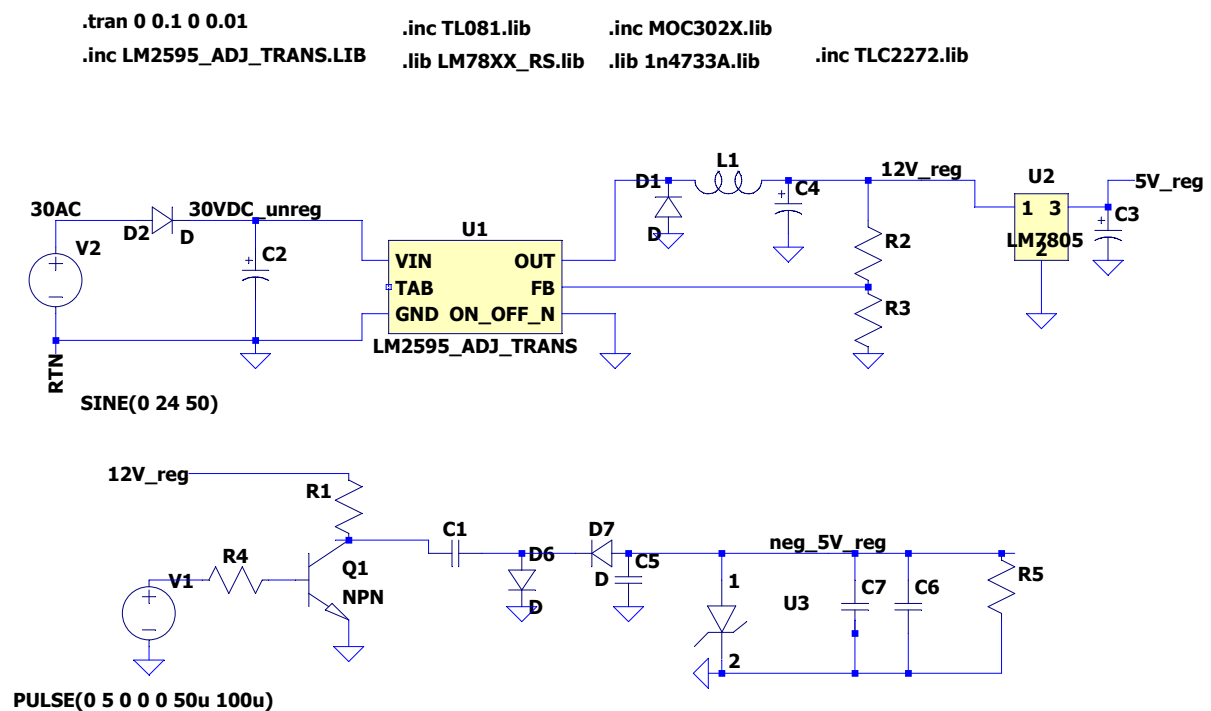 .tran 0 0.1 0 0.01
.inc TL081.lib
.inc MOC302X.lib
.inc LM2595_ADJ_TRANS.LIB
.lib LM78XX_RS.lib
.lib 1n4733A.lib
.inc TLC2272.lib
L1
D1
12V_reg
U2
5V_reg
C4
30AC
30VDC_unreg
1
3
C3
D2
D
U1
D
LM7805
V2
C2
R2
2
VIN
OUT
TAB
FB
GND
ON_OFF_N
R3
LM2595_ADJ_TRANS
RTN
SINE(0 24 50)
12V_reg
R1
C1
D7
neg_5V_reg
R4
D6
C5
Q1
D
R5
V1
1
C7
C6
NPN
D
U3
2
PULSE(0 5 0 0 0 50u 100u)